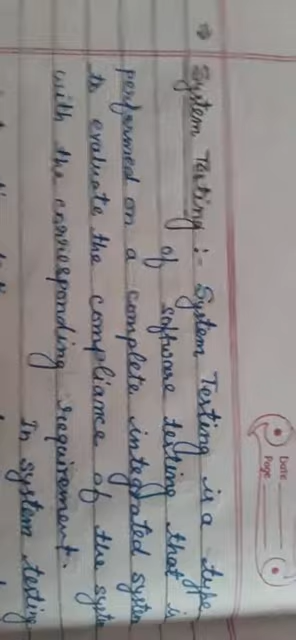 Date
Page
→ System Testing :- System Testing is a type
of software testing that is
performed on a complete integrated system
to evaluate the compliance of the syste
with the corresponding requirement.
In system testing